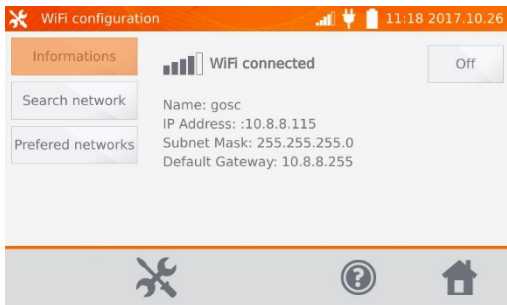 WiFi configuration
11:18 2017.10.26
Informations
Search network
Prefered networks
WiFi connected
Off
Name: gosc
IP Address: :10.8.8.115
Subnet Mask: 255.255.255.0
Default Gateway: 10.8.8.255
?